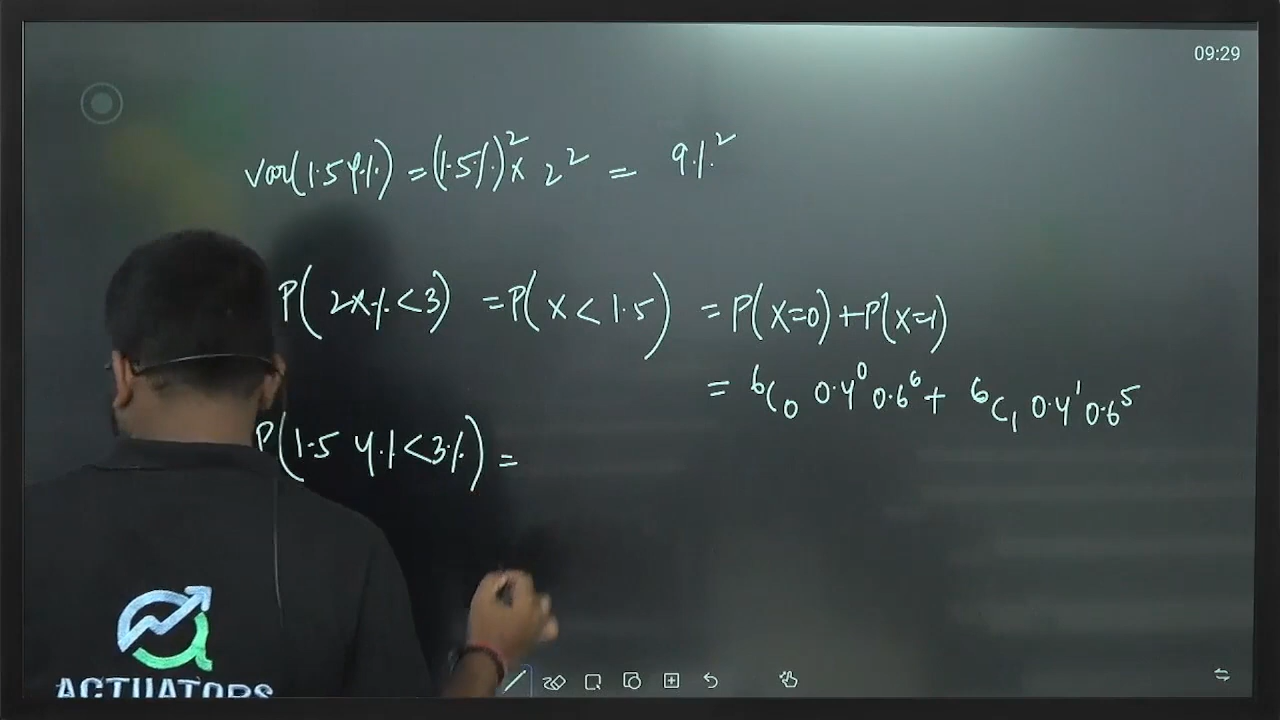 09:29
Var(1.5Y%) = (1.5%)² × 2² = 9%²
P(2X% < 3) = P(X < 1.5) = P(X=0) + P(X=1)
= ⁶C₀ 0.4⁰ 0.6⁶ + ⁶C₁ 0.4¹ 0.6⁵
P(1.5 Y% < 3%) =
ACTUATORS